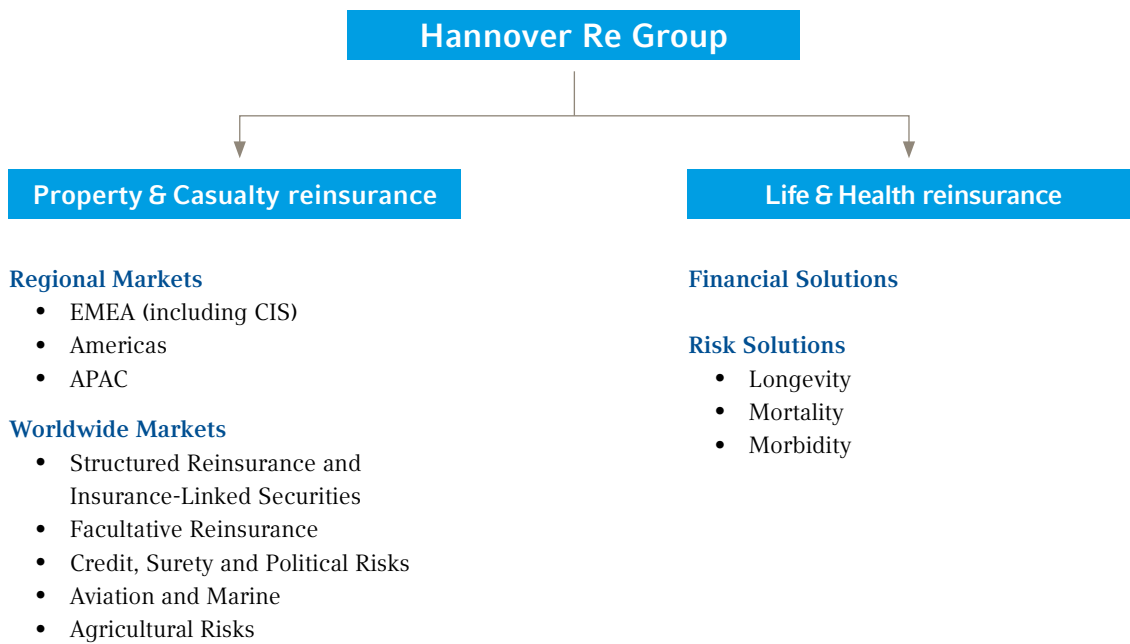 Hannover Re Group
Property & Casualty reinsurance
Regional Markets
• EMEA (including CIS)
• Americas
• APAC
Worldwide Markets
• Structured Reinsurance and
Insurance-Linked Securities
• Facultative Reinsurance
• Credit, Surety and Political Risks
• Aviation and Marine
• Agricultural Risks
Life & Health reinsurance
Financial Solutions
Risk Solutions
• Longevity
• Mortality
• Morbidity